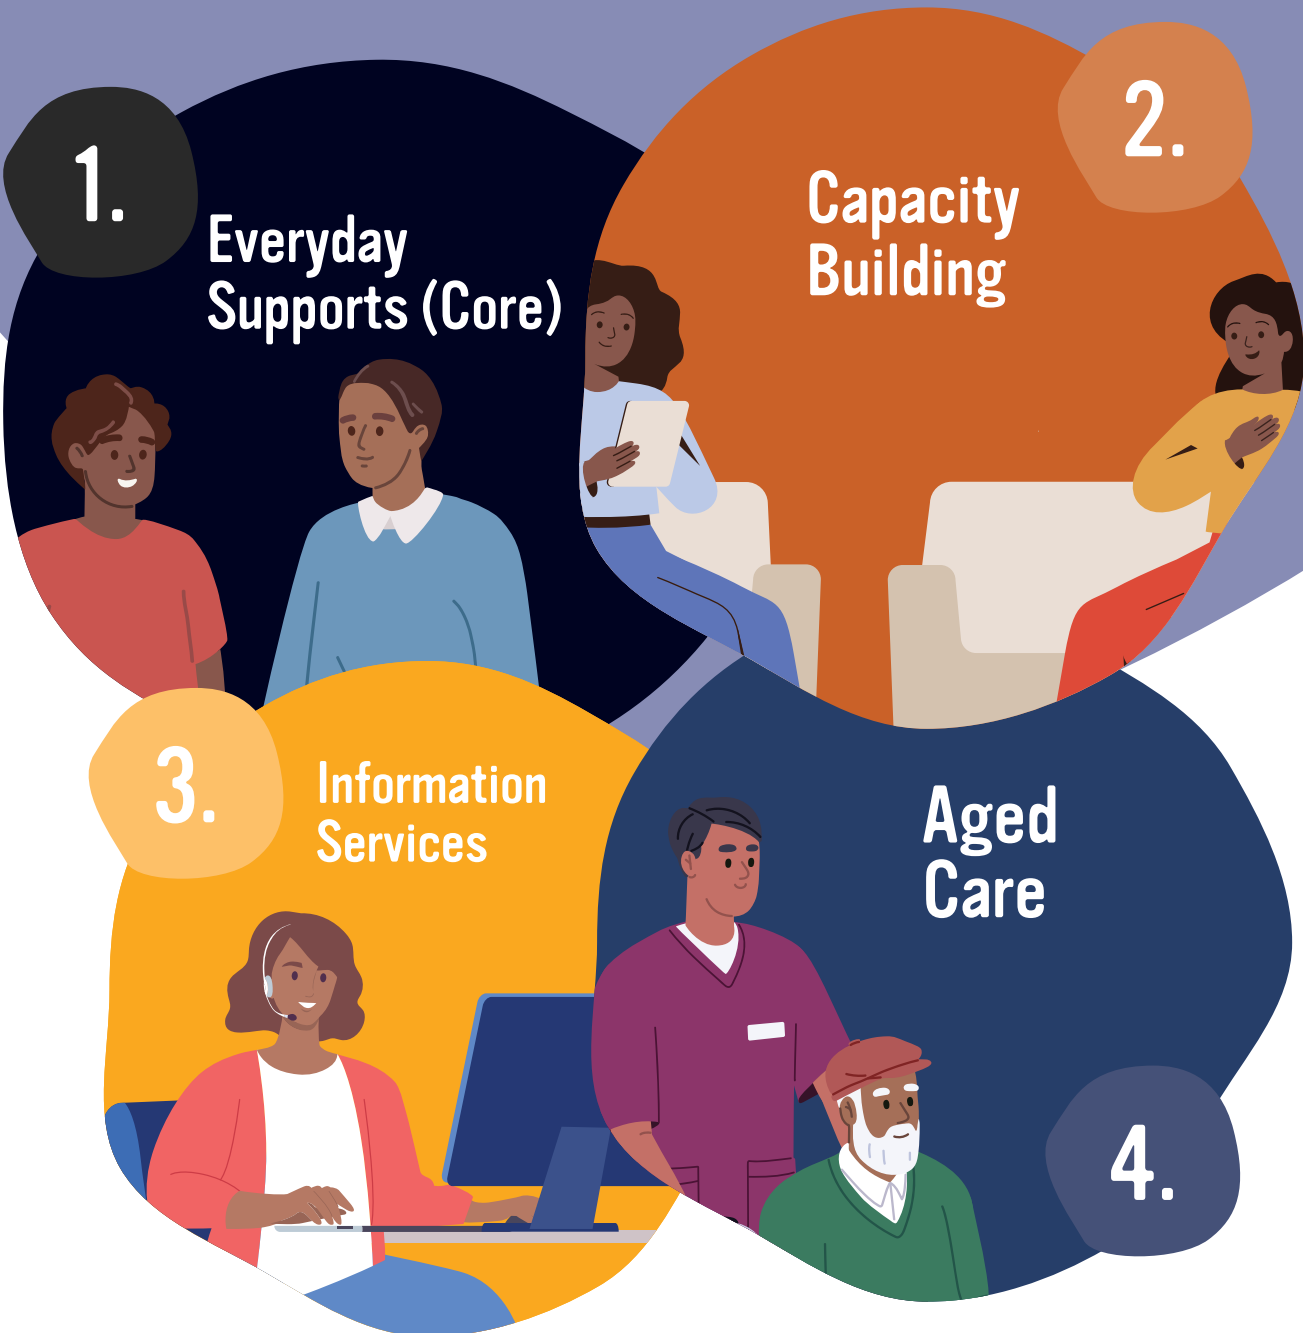 1.
Everyday
Supports (Core)
2.
Capacity
Building
3.
Information
Services
Aged
Care
4.